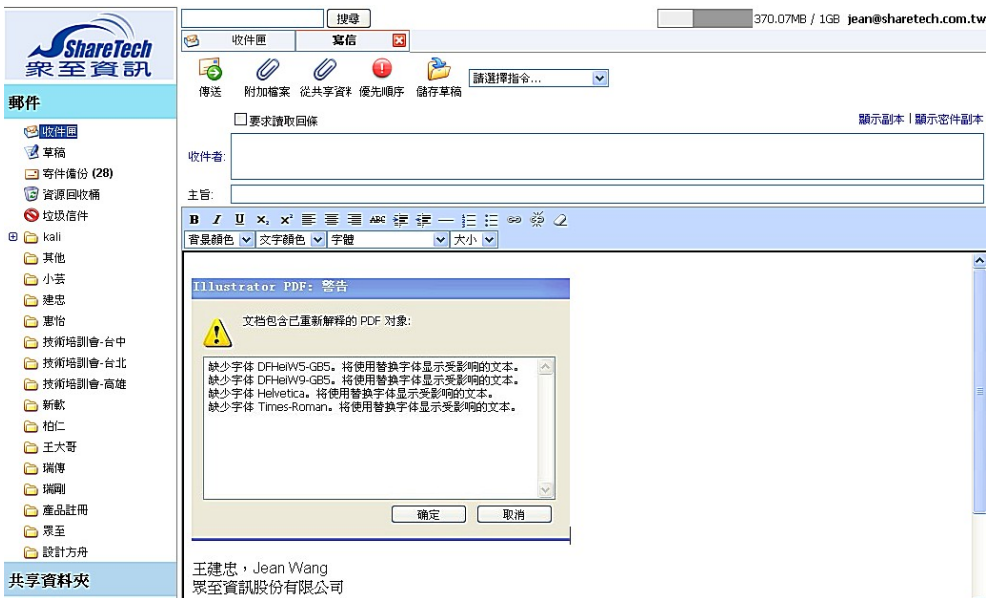 ShareTech
衆至資訊
搜尋
370.07MB / 1GB jean@sharetech.com.tw
收件匣
寫信
傳送
附加檔案
從共享資料
優先順序
儲存草稿
請選擇指令...
要求讀取回條
顯示副本 | 顯示密件副本
收件者:
主旨:
B I U x₂ x² ABC
背景顏色
文字顏色
字體
大小
郵件
收件匣
草稿
寄件備份 (28)
資源回收桶
垃圾信件
kali
其他
小芸
建忠
惠怡
技術培訓會-台中
技術培訓會-台北
技術培訓會-高雄
新軟
柏仁
王大哥
瑞傳
瑞剛
產品註冊
眾至
設計方舟
共享資料夾
Illustrator PDF: 警告
文档包含已重新解释的 PDF 对象:
缺少字体 DFHeiW5-GB5。将使用替换字体显示受影响的文本。
缺少字体 DFHeiW9-GB5。将使用替换字体显示受影响的文本。
缺少字体 Helvetica。将使用替换字体显示受影响的文本。
缺少字体 Times-Roman。将使用替换字体显示受影响的文本。
确定
取消
王建忠，Jean Wang
眾至資訊股份有限公司